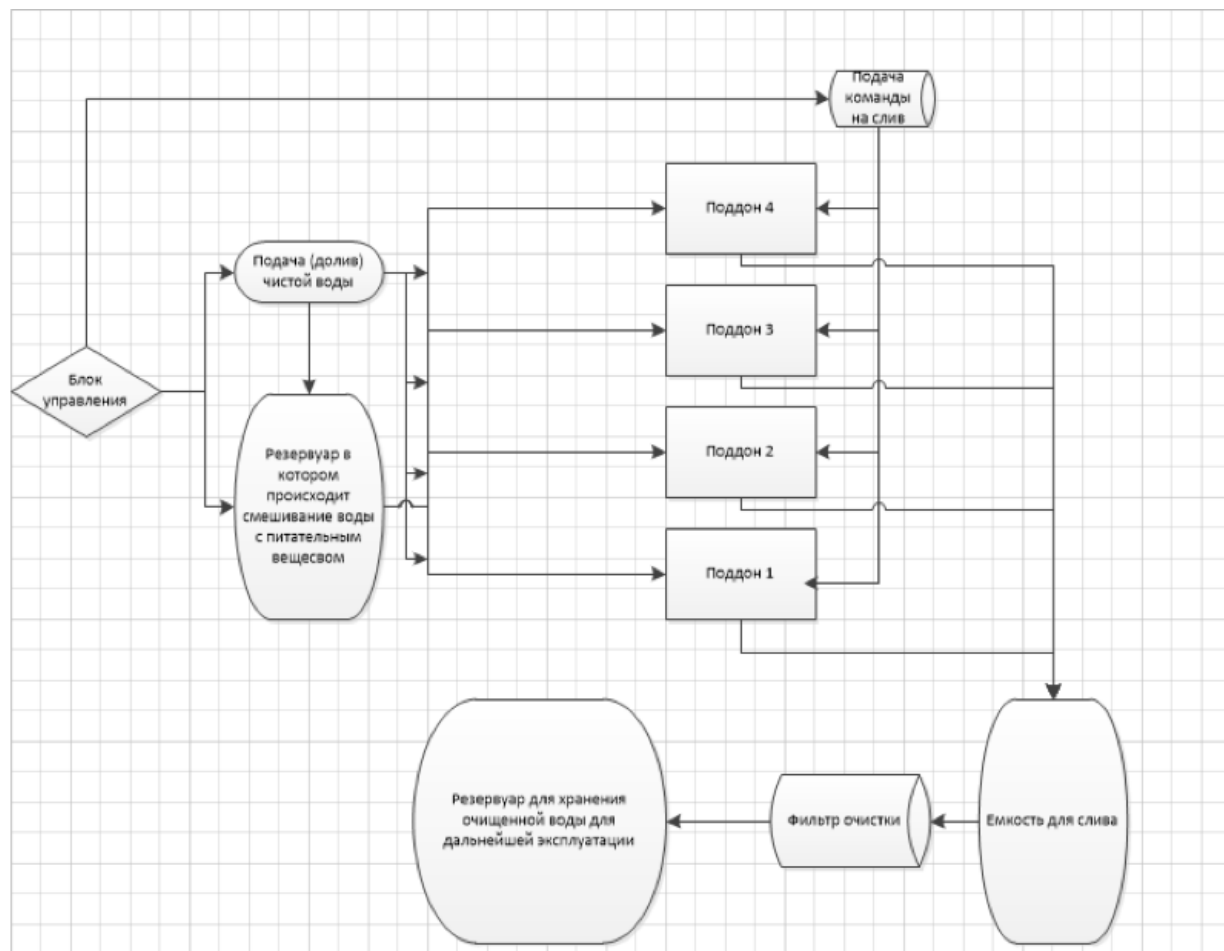 Подача
команды
на слив
Поддон 4
Подача (долив)
чистой воды
Поддон 3
Блок
управления
Резервуар в
котором
происходит
смешивание воды
с питательным
вещесвом
Поддон 2
Поддон 1
Резервуар для хранения
очищенной воды для
дальнейшей эксплуатации
Фильтр очистки
Емкость для слива